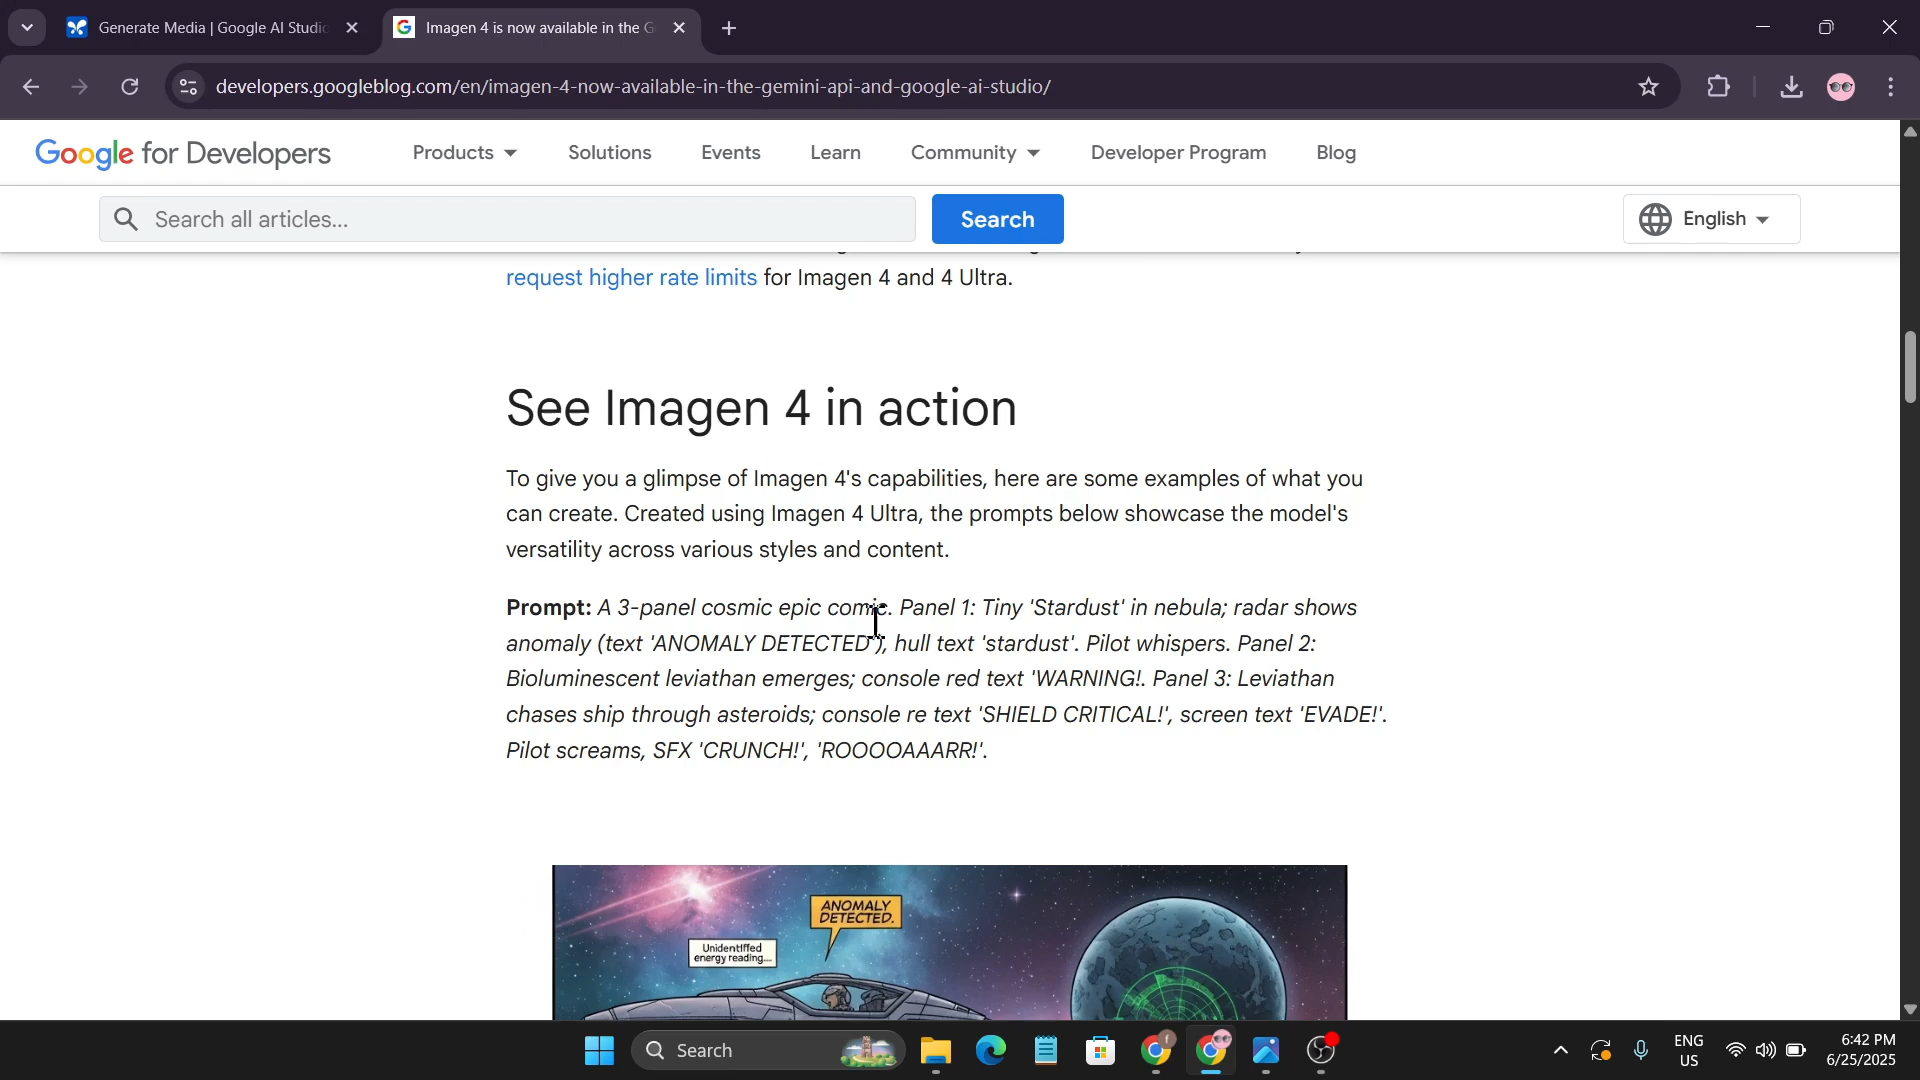 Generate Media | Google AI Studio
Imagen 4 is now available in the G
developers.googleblog.com/en/imagen-4-now-available-in-the-gemini-api-and-google-ai-studio/
Google for Developers
Products
Solutions
Events
Learn
Community
Developer Program
Blog
Search all articles...
Search
English
request higher rate limits for Imagen 4 and 4 Ultra.
See Imagen 4 in action
To give you a glimpse of Imagen 4's capabilities, here are some examples of what you
can create. Created using Imagen 4 Ultra, the prompts below showcase the model's
versatility across various styles and content.
Prompt: A 3-panel cosmic epic comic. Panel 1: Tiny 'Stardust' in nebula; radar shows
anomaly (text 'ANOMALY DETECTED'), hull text 'stardust'. Pilot whispers. Panel 2:
Bioluminescent leviathan emerges; console red text 'WARNING!. Panel 3: Leviathan
chases ship through asteroids; console re text 'SHIELD CRITICAL!', screen text 'EVADE!'.
Pilot screams, SFX 'CRUNCH!', 'ROOOOAAARR!'.
ANOMALY
DETECTED.
Unidentiffed
energy reading...
Search
ENG
US
6:42 PM
6/25/2025